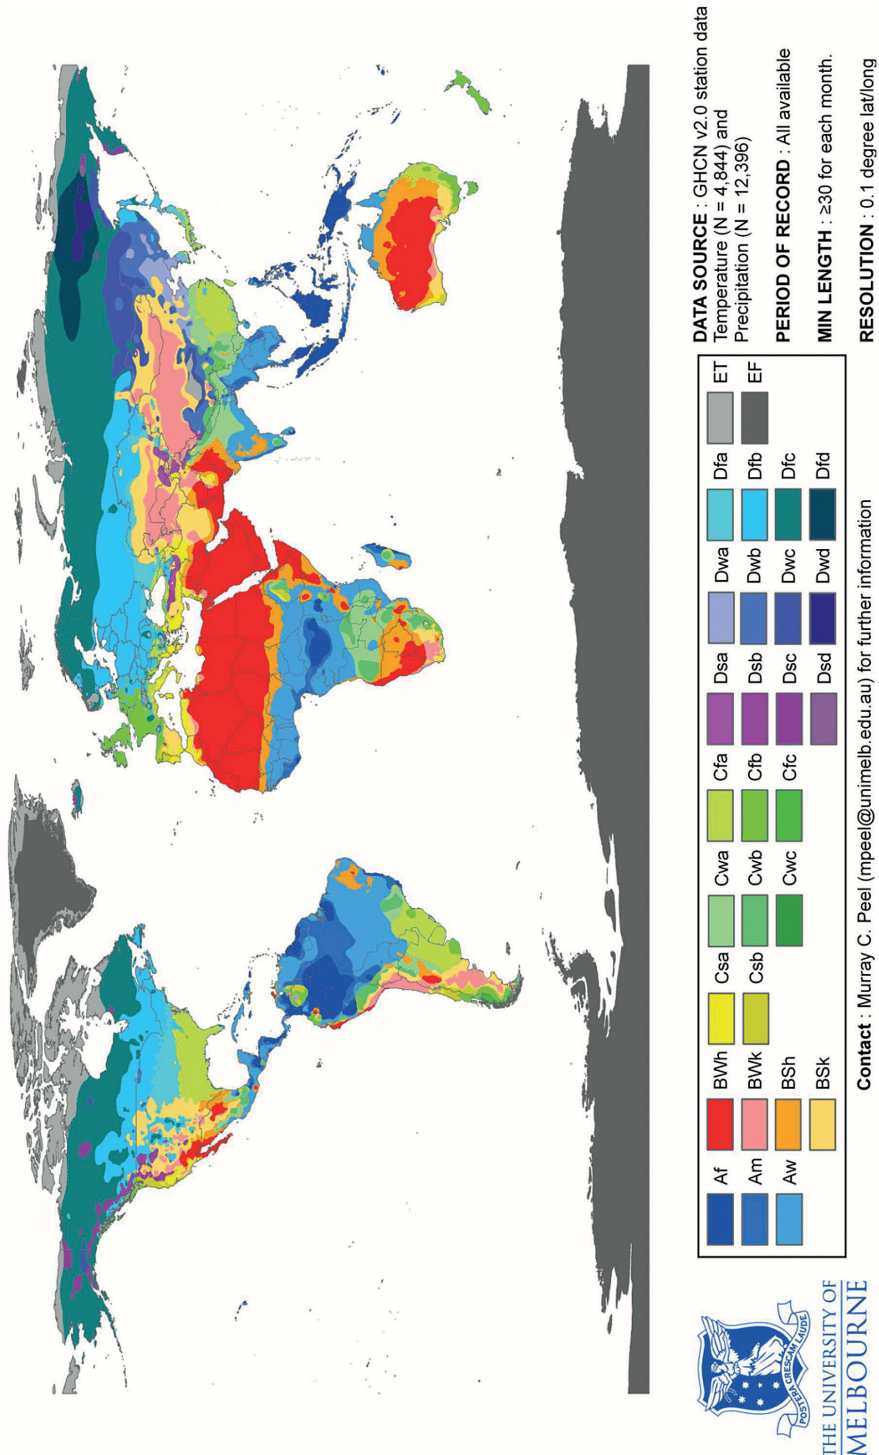 THE UNIVERSITY OF
MELBOURNE
POSTERA CRESCAM LAUDE
Af
Am
Aw
BWh
BWk
BSh
BSk
Csa
Csb
Cwa
Cwb
Cwc
Cfa
Cfb
Cfc
Dsa
Dsb
Dsc
Dsd
Dwa
Dwb
Dwc
Dwd
Dfa
Dfb
Dfc
Dfd
ET
EF
DATA SOURCE : GHCN v2.0 station data
Temperature (N = 4,844) and
Precipitation (N = 12,396)
PERIOD OF RECORD : All available
MIN LENGTH : ≥30 for each month.
RESOLUTION : 0.1 degree lat/long
Contact : Murray C. Peel (mpeel@unimelb.edu.au) for further information